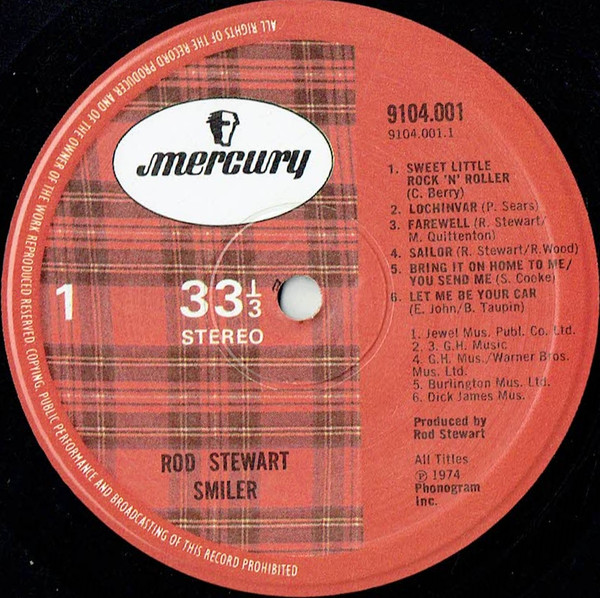 ALL RIGHTS OF THE RECORD PRODUCER AND OF THE OWNER OF THE WORK REPRODUCED RESERVED. COPYING, PUBLIC PERFORMANCE AND BROADCASTING OF THIS RECORD PROHIBITED
mercury
1
33 1/3
STEREO
ROD STEWART
SMILER
9104.001
9104.001.1
1. SWEET LITTLE
ROCK 'N' ROLLER
(C. Berry)
2. LOCHINVAR (P. Sears)
3. FAREWELL (R. Stewart/
M. Quittenton)
4. SAILOR (R. Stewart/R.Wood)
5. BRING IT ON HOME TO ME/
YOU SEND ME (S. Cooke)
6. LET ME BE YOUR CAR
(E. John/B. Taupin)
1. Jewel Mus. Publ. Co. Ltd.
2. 3. G.H. Music
4. G.H. Mus./Warner Bros.
Mus. Ltd.
5. Burlington Mus. Ltd.
6. Dick James Mus.
Produced by
Rod Stewart
All Titles
℗ 1974
Phonogram
Inc.